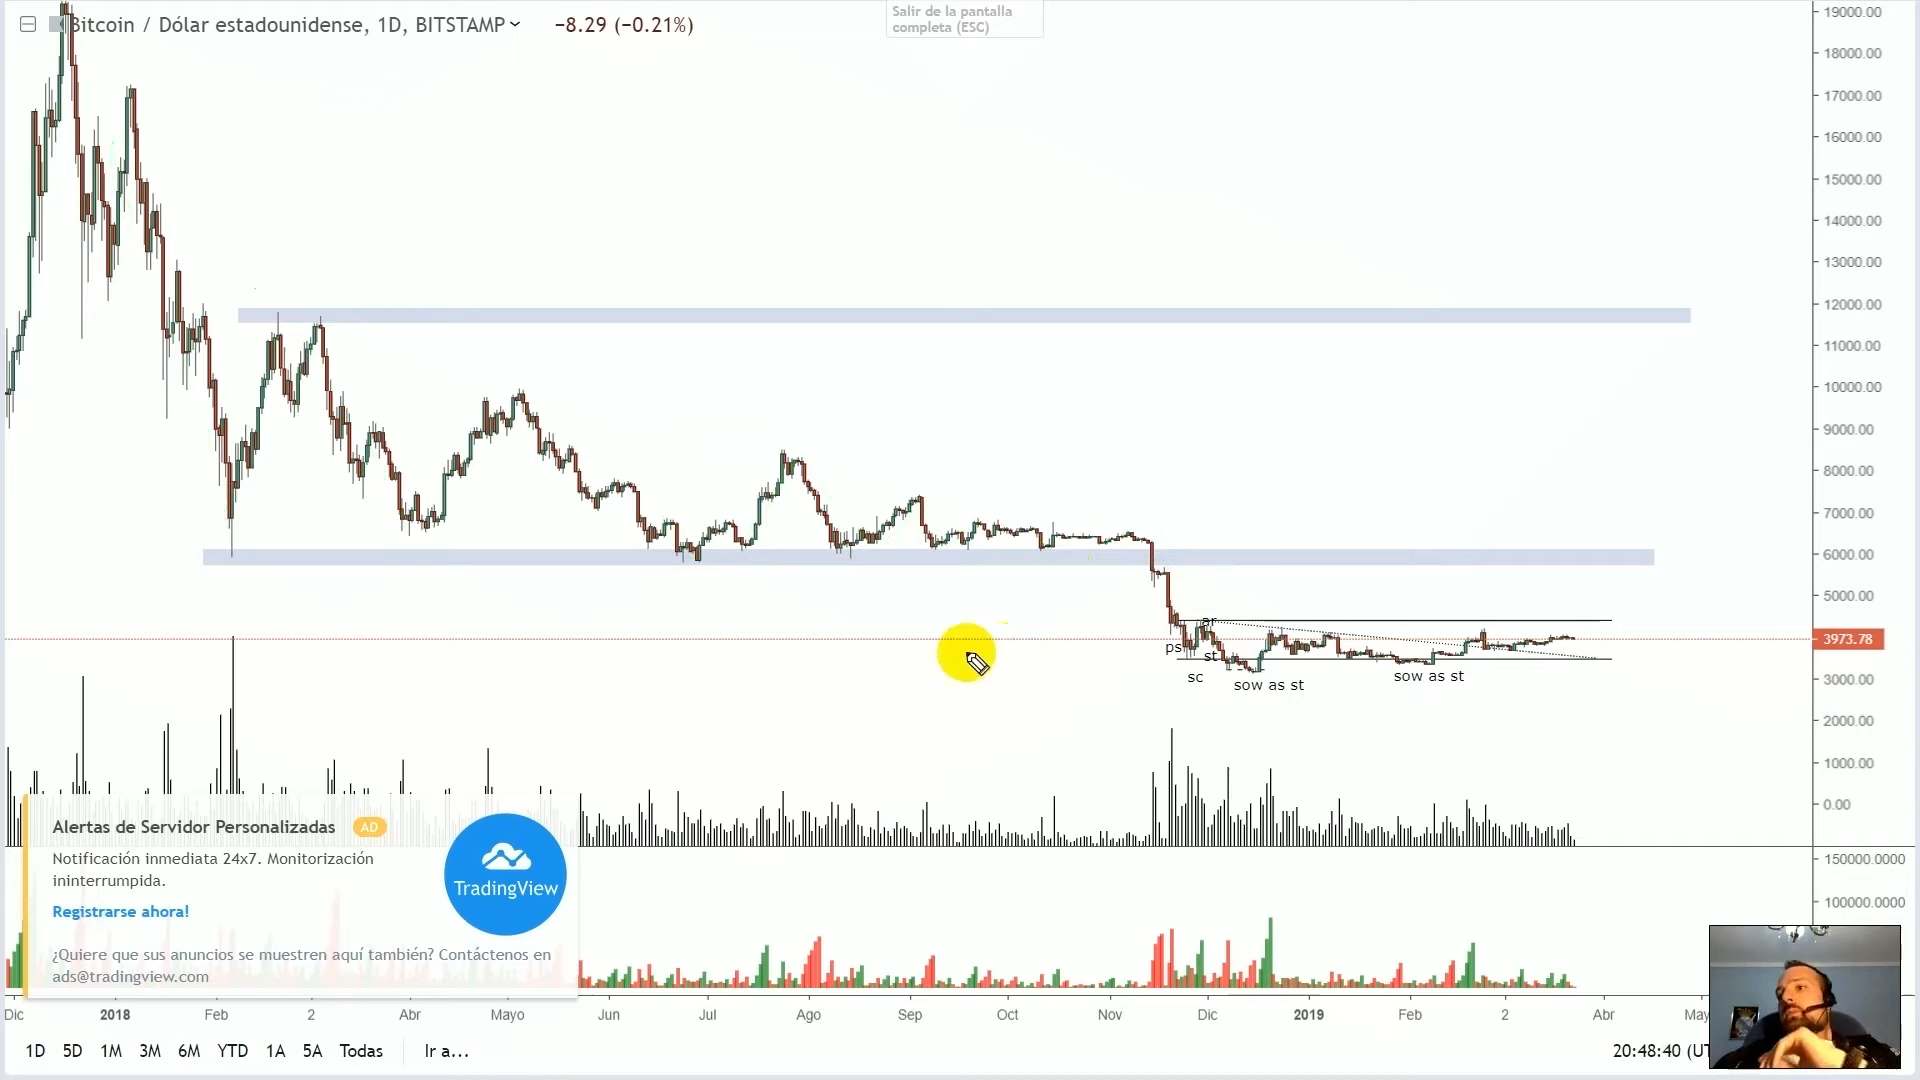 Bitcoin / Dólar estadounidense, 1D, BITSTAMP
−8.29 (−0.21%)
Salir de la pantalla
completa (ESC)
19000.00
18000.00
17000.00
16000.00
15000.00
14000.00
13000.00
12000.00
11000.00
10000.00
9000.00
8000.00
7000.00
6000.00
5000.00
3973.78
3000.00
2000.00
1000.00
0.00
150000.0000
100000.0000
ar
ps
st
sc
sow as st
sow as st
Alertas de Servidor Personalizadas AD
Notificación inmediata 24x7. Monitorización
ininterrumpida.
Registrarse ahora!
TradingView
¿Quiere que sus anuncios se muestren aquí también? Contáctenos en
ads@tradingview.com
Dic 2018 Feb 2 Abr Mayo Jun Jul Ago Sep Oct Nov Dic 2019 Feb 2 Abr May
1D 5D 1M 3M 6M YTD 1A 5A Todas Ir a...
20:48:40 (UT